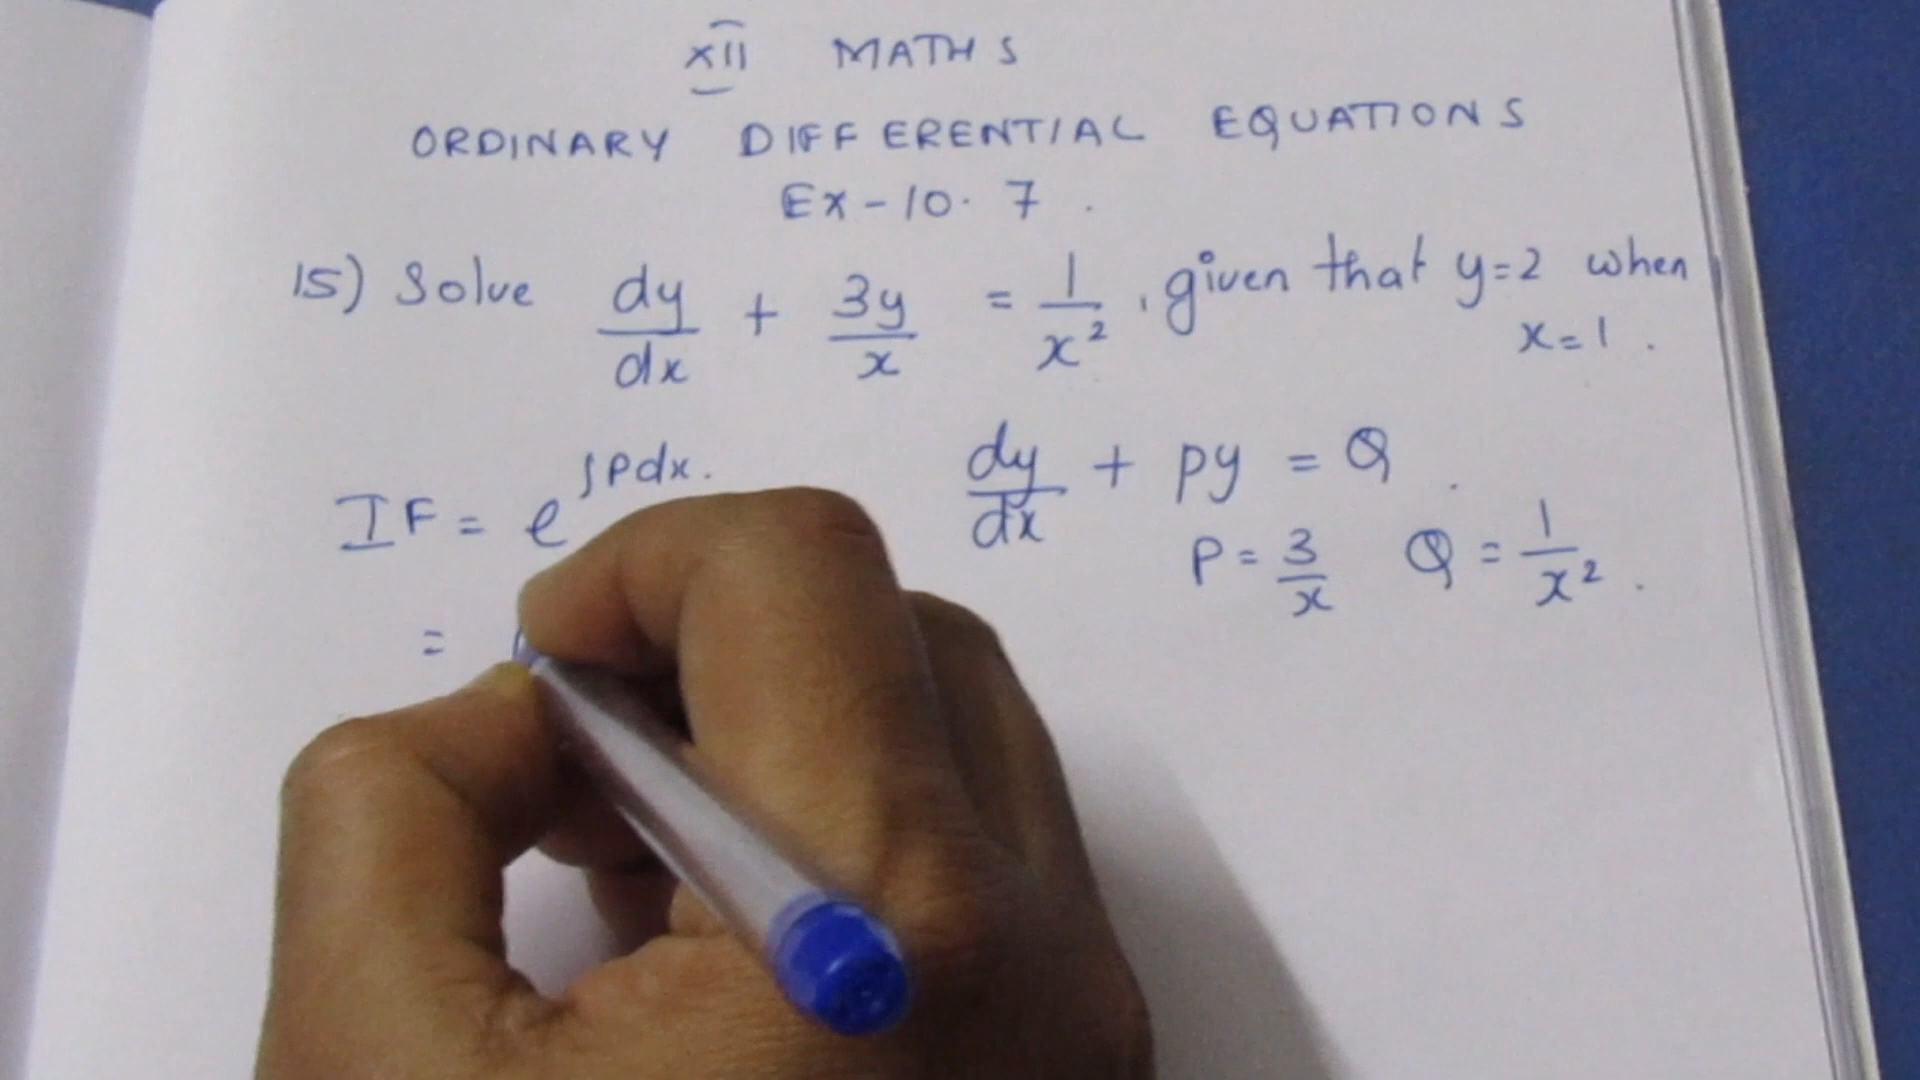 XII MATHS
ORDINARY DIFFERENTIAL EQUATIONS
Ex-10.7.
15) Solve dy/dx + 3y/x = 1/x², given that y=2 when
x=1.
IF = e^∫Pdx. dy/dx + py = Q.
P = 3/x Q = 1/x².
=